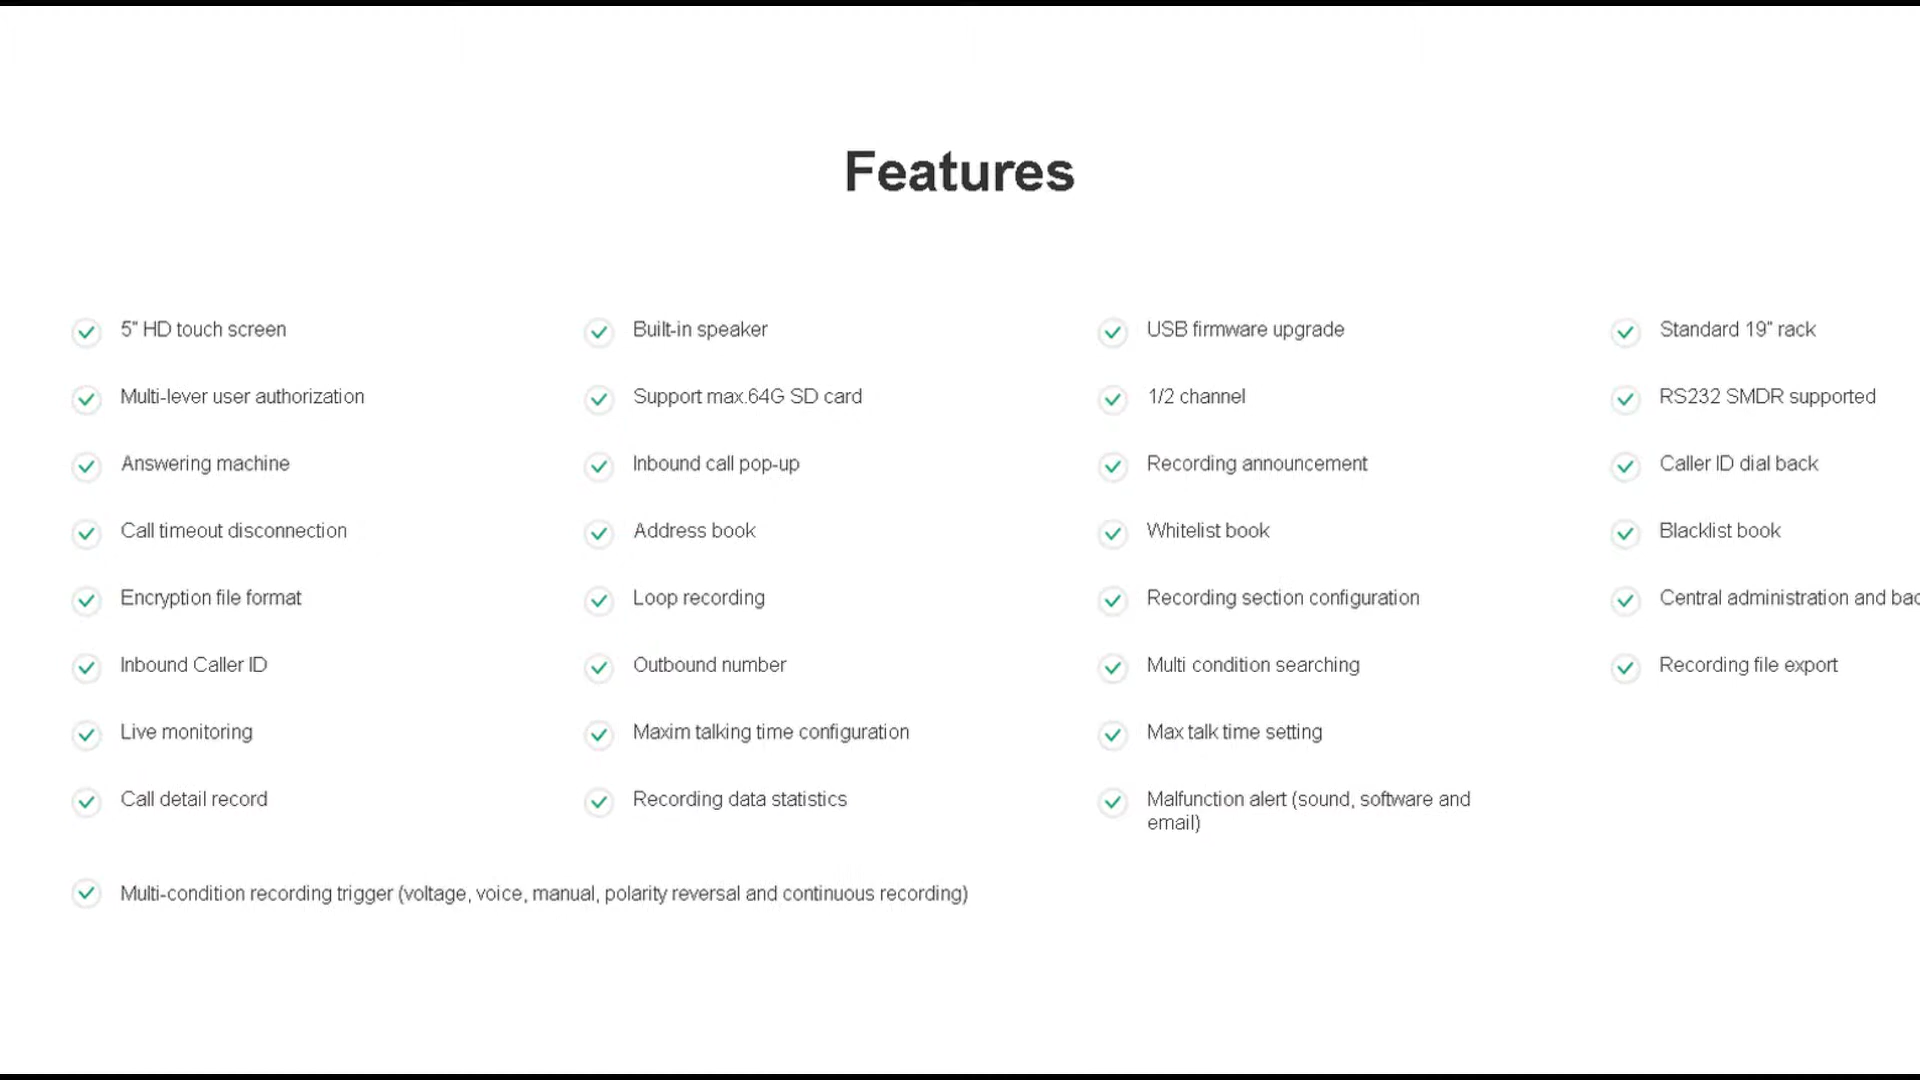 Features
5" HD touch screen
Built-in speaker
USB firmware upgrade
Standard 19" rack
Multi-lever user authorization
Support max.64G SD card
1/2 channel
RS232 SMDR supported
Answering machine
Inbound call pop-up
Recording announcement
Caller ID dial back
Call timeout disconnection
Address book
Whitelist book
Blacklist book
Encryption file format
Loop recording
Recording section configuration
Central administration and
Inbound Caller ID
Outbound number
Multi condition searching
Recording file export
Live monitoring
Maxim talking time configuration
Max talk time setting
Call detail record
Recording data statistics
Malfunction alert (sound, software and
email)
Multi-condition recording trigger (voltage, voice, manual, polarity reversal and continuous recording)